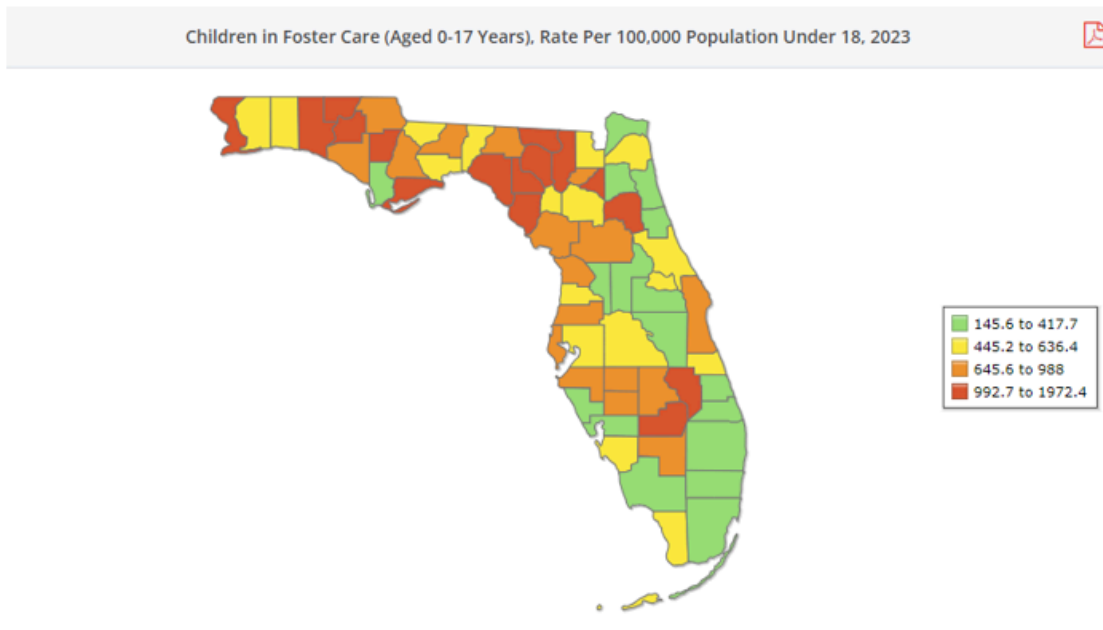 Children in Foster Care (Aged 0-17 Years), Rate Per 100,000 Population Under 18, 2023
145.6 to 417.7
445.2 to 636.4
645.6 to 988
992.7 to 1972.4